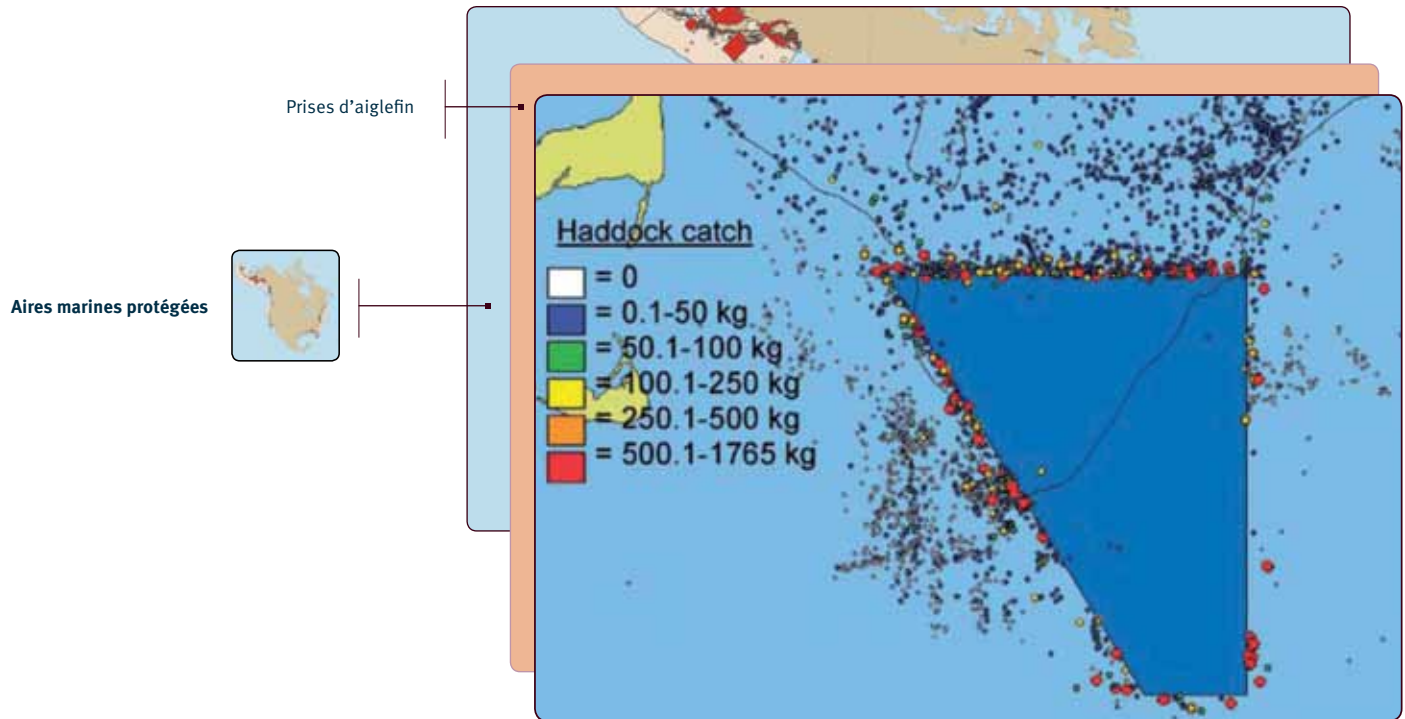 Prises d’aiglefin
Aires marines protégées
Haddock catch
= 0
= 0.1-50 kg
= 50.1-100 kg
= 100.1-250 kg
= 250.1-500 kg
= 500.1-1765 kg